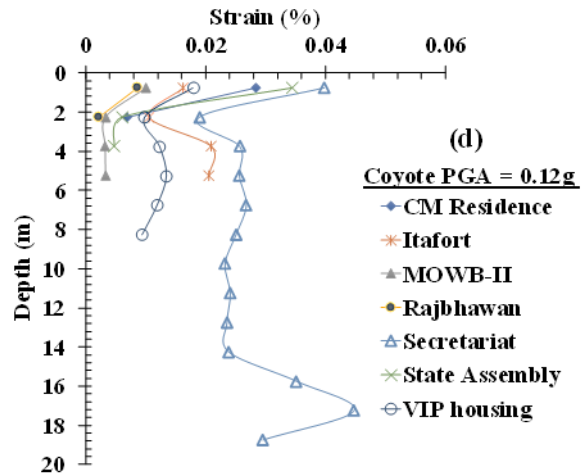 Strain (%)
0 0.02 0.04 0.06
0
2
4
6
8
10
12
14
16
18
20
Depth (m)
(d)
Coyote PGA = 0.12g
CM Residence
Itafort
MOWB-II
Rajbhawan
Secretariat
State Assembly
VIP housing